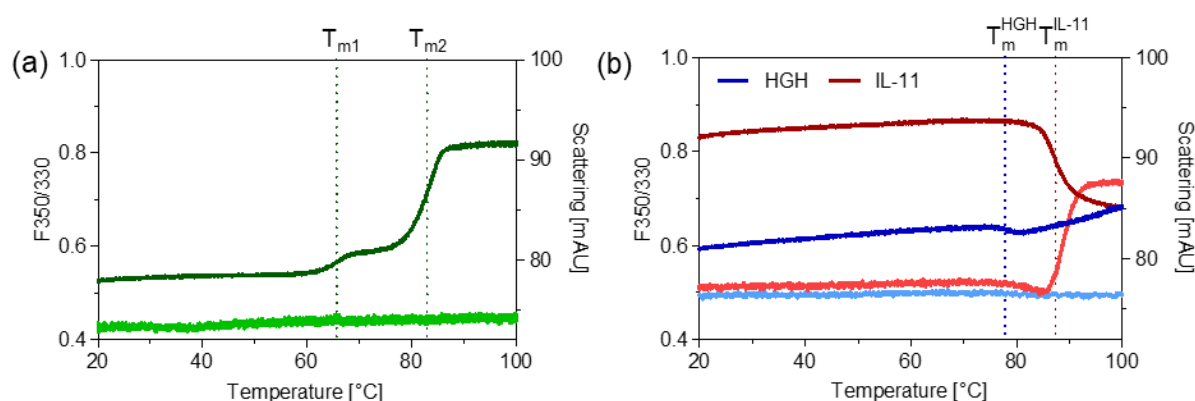 (a)
Tm1 Tm2
1.0
0.8
0.6
0.4
F350/330
100
90
80
Scattering [mAU]
20 40 60 80 100
Temperature [°C]
(b)
TmHGH TmIL-11
HGH IL-11
1.0
0.8
0.6
0.4
F350/330
100
90
80
Scattering [mAU]
20 40 60 80 100
Temperature [°C]